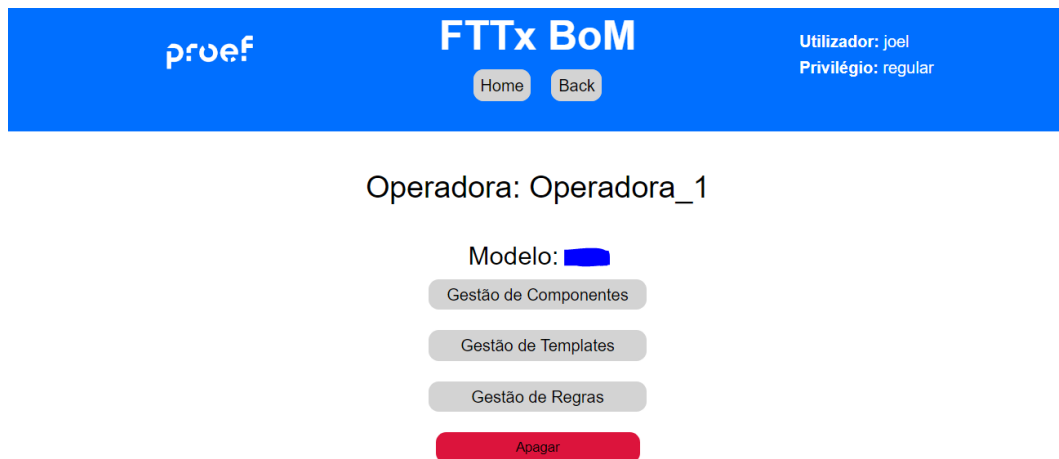 proef
FTTx BoM
Home Back
Utilizador: joel
Privilégio: regular
Operadora: Operadora_1
Modelo:
Gestão de Componentes
Gestão de Templates
Gestão de Regras
Apagar